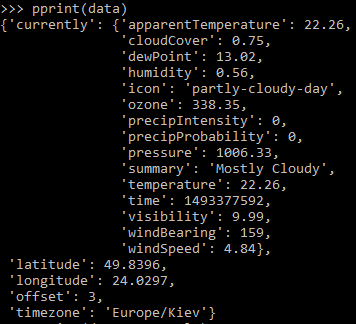 >>> pprint(data)
{'currently': {'apparentTemperature': 22.26,
               'cloudCover': 0.75,
               'dewPoint': 13.02,
               'humidity': 0.56,
               'icon': 'partly-cloudy-day',
               'ozone': 338.35,
               'precipIntensity': 0,
               'precipProbability': 0,
               'pressure': 1006.33,
               'summary': 'Mostly Cloudy',
               'temperature': 22.26,
               'time': 1493377592,
               'visibility': 9.99,
               'windBearing': 159,
               'windSpeed': 4.84},
 'latitude': 49.8396,
 'longitude': 24.0297,
 'offset': 3,
 'timezone': 'Europe/Kiev'}